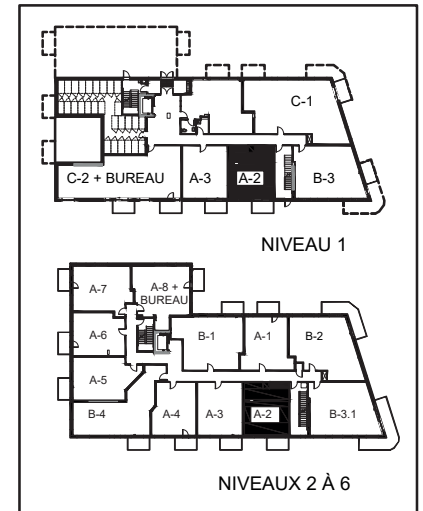 C-1
C-2 + BUREAU
A-3
A-2
B-3
NIVEAU 1
A-7
A-8 +
BUREAU
A-6
B-1
A-1
B-2
A-5
B-4
A-4
A-3
A-2
B-3.1
NIVEAUX 2 À 6